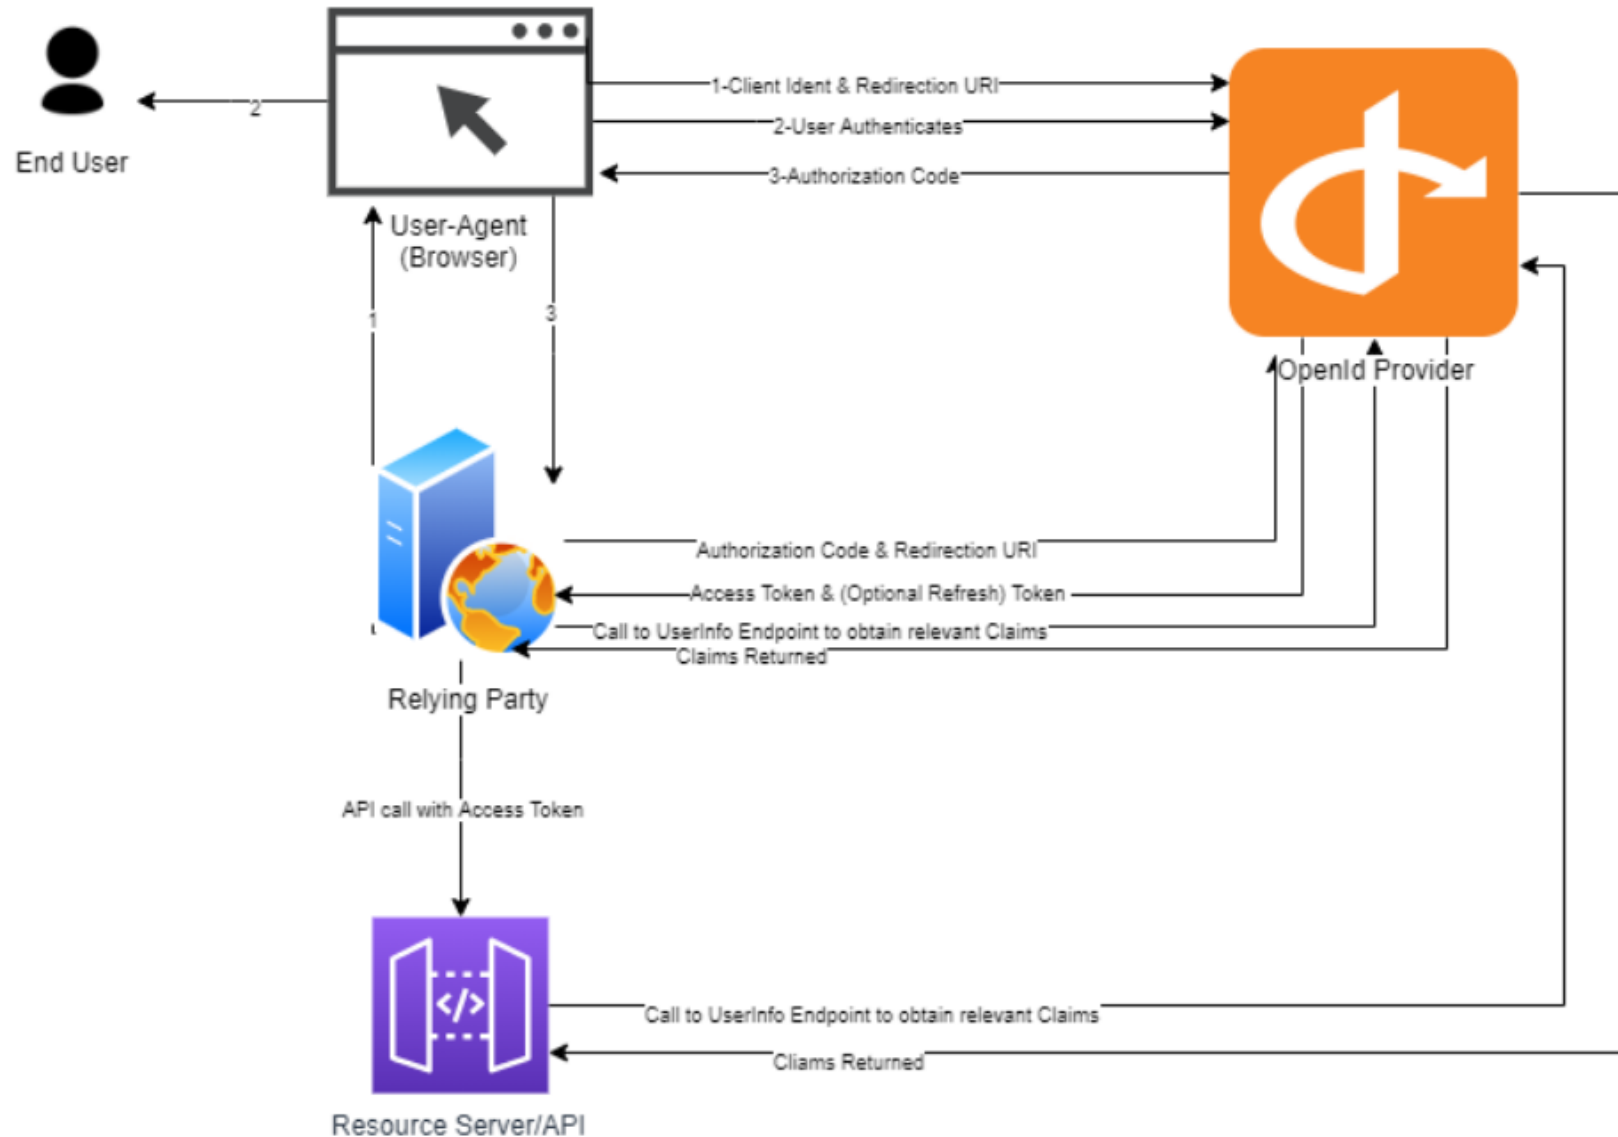 1-Client Ident & Redirection URI
2
2-User Authenticates
End User
3-Authorization Code
User-Agent
(Browser)
1
3
OpenId Provider
Authorization Code & Redirection URI
Access Token & (Optional Refresh) Token
Call to UserInfo Endpoint to obtain relevant Claims
Claims Returned
Relying Party
API call with Access Token
</>
Call to UserInfo Endpoint to obtain relevant Claims
Cliams Returned
Resource Server/API